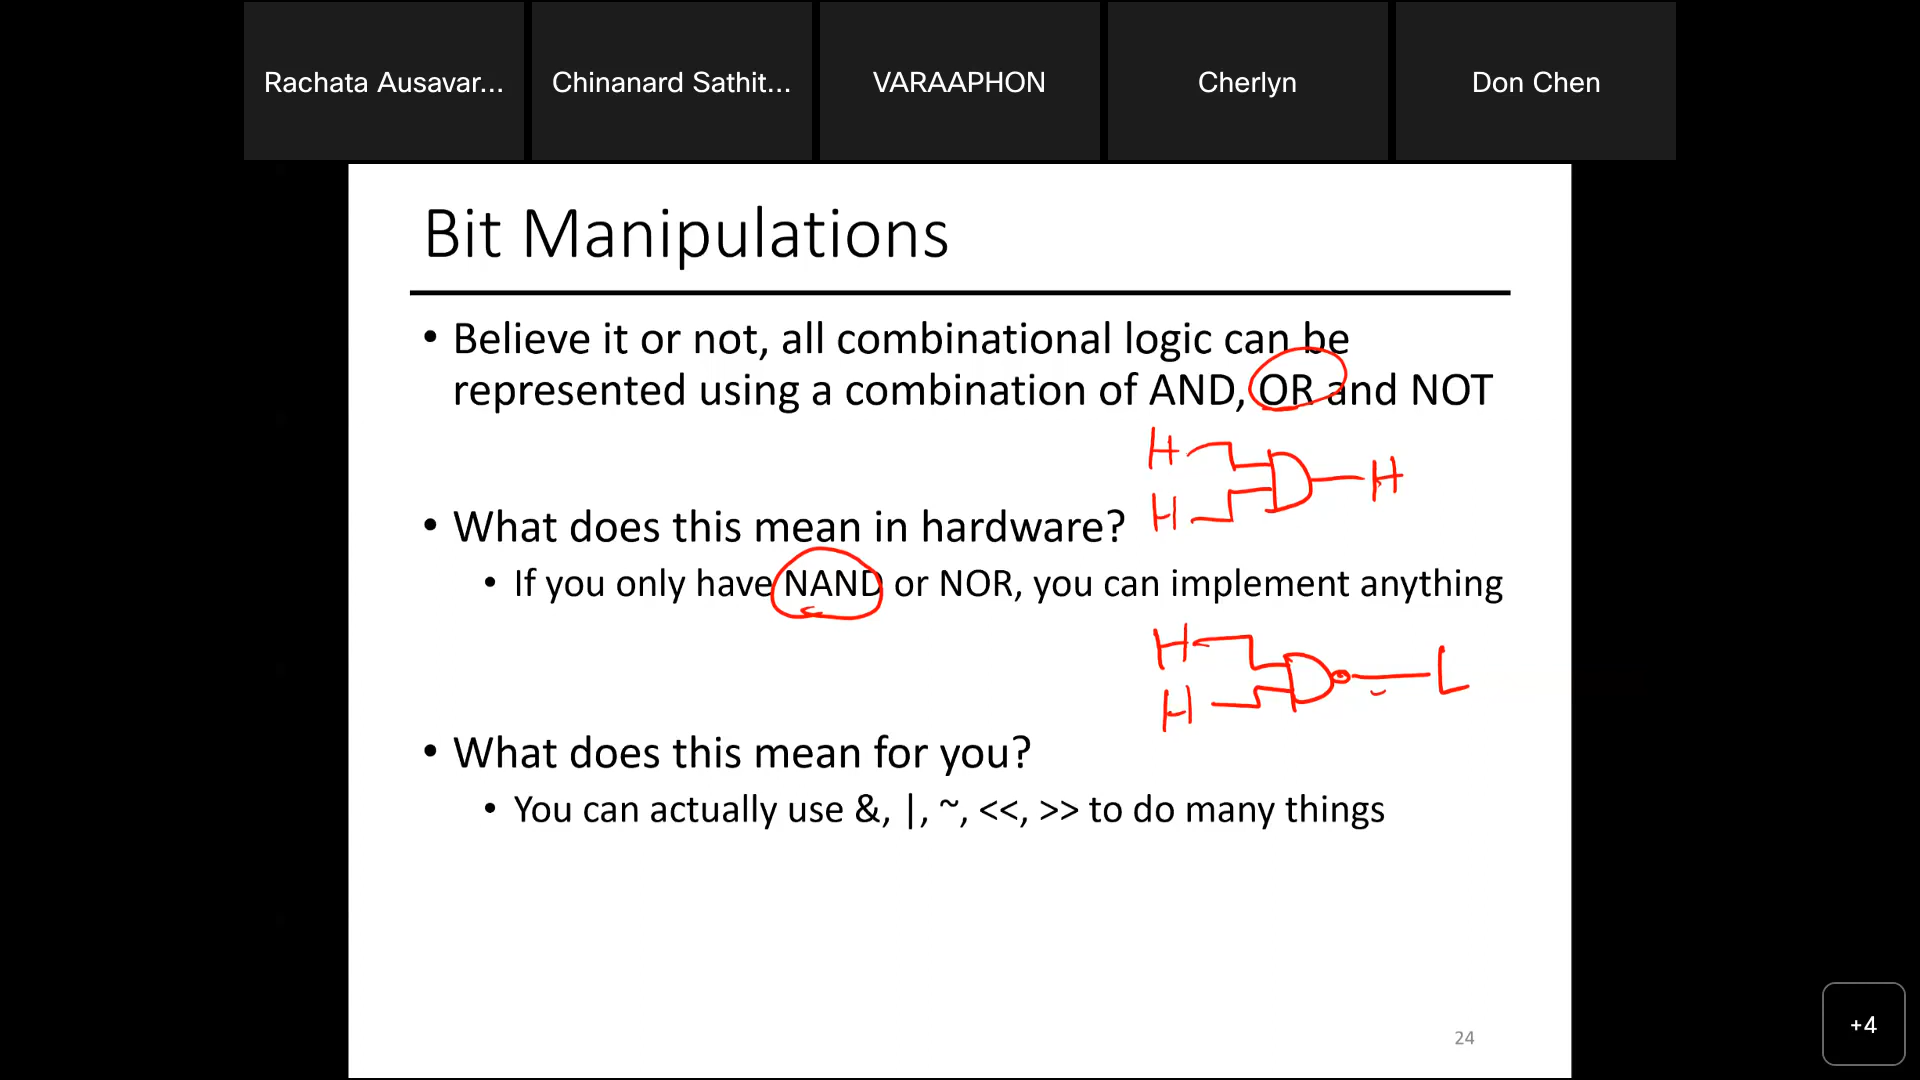 Rachata Ausavar...
Chinanard Sathit...
VARAAPHON
Cherlyn
Don Chen
Bit Manipulations
• Believe it or not, all combinational logic can be
represented using a combination of AND, OR and NOT
H
H
H
• What does this mean in hardware?
• If you only have NAND or NOR, you can implement anything
H
H
L
• What does this mean for you?
• You can actually use &, |, ~, <<, >> to do many things
24
+4